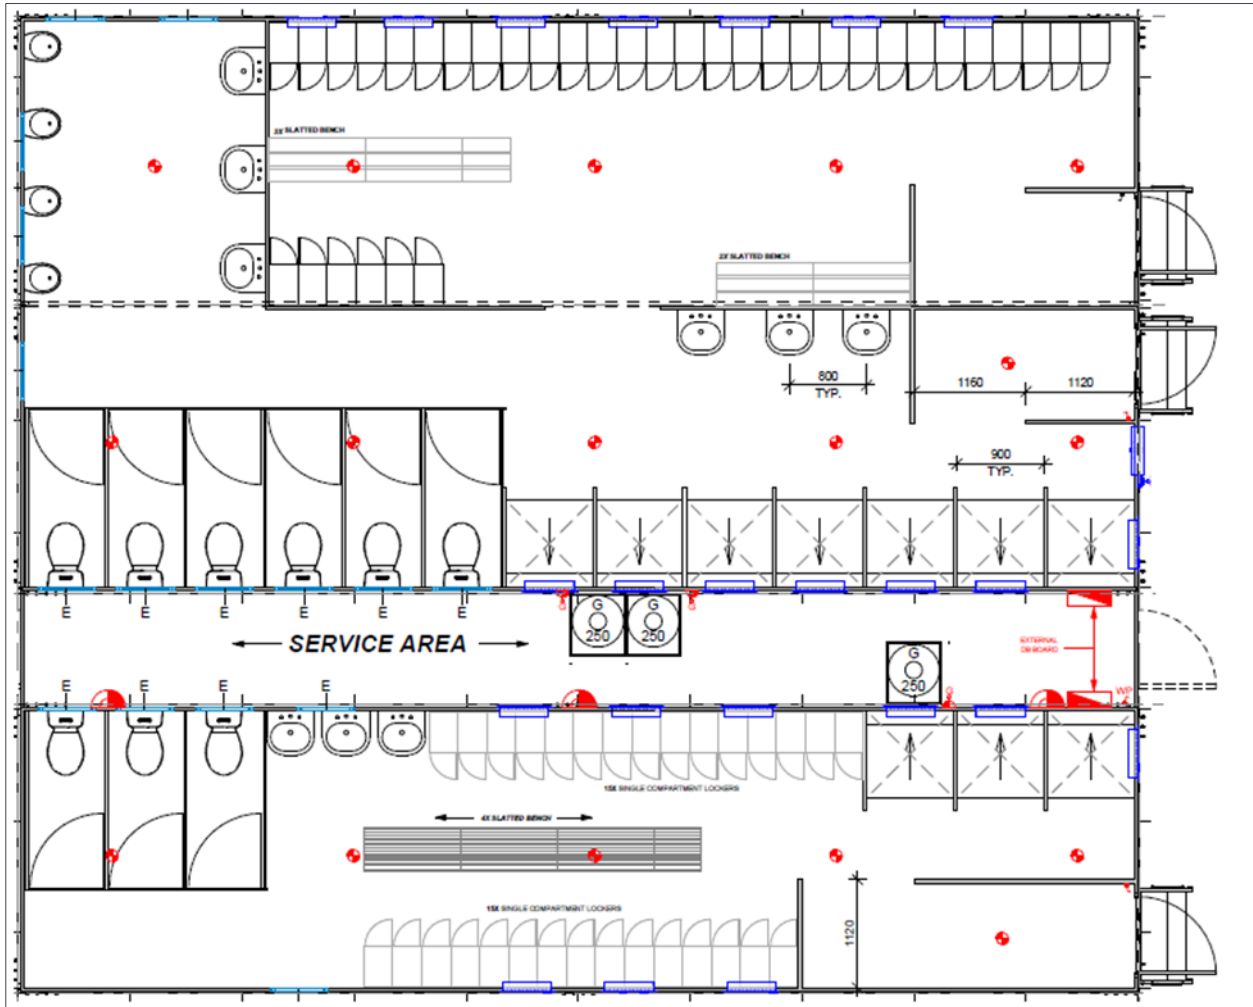 2X SLATTED BENCH
2X SLATTED BENCH
800
TYP.
1160
1120
900
TYP.
E
E
E
E
E
E
G
250
G
250
SERVICE AREA
EXTERNAL
DB BOARD
G
250
E
E
E
E
WP
15X SINGLE COMPARTMENT LOCKERS
4X SLATTED BENCH
15X SINGLE COMPARTMENT LOCKERS
1120